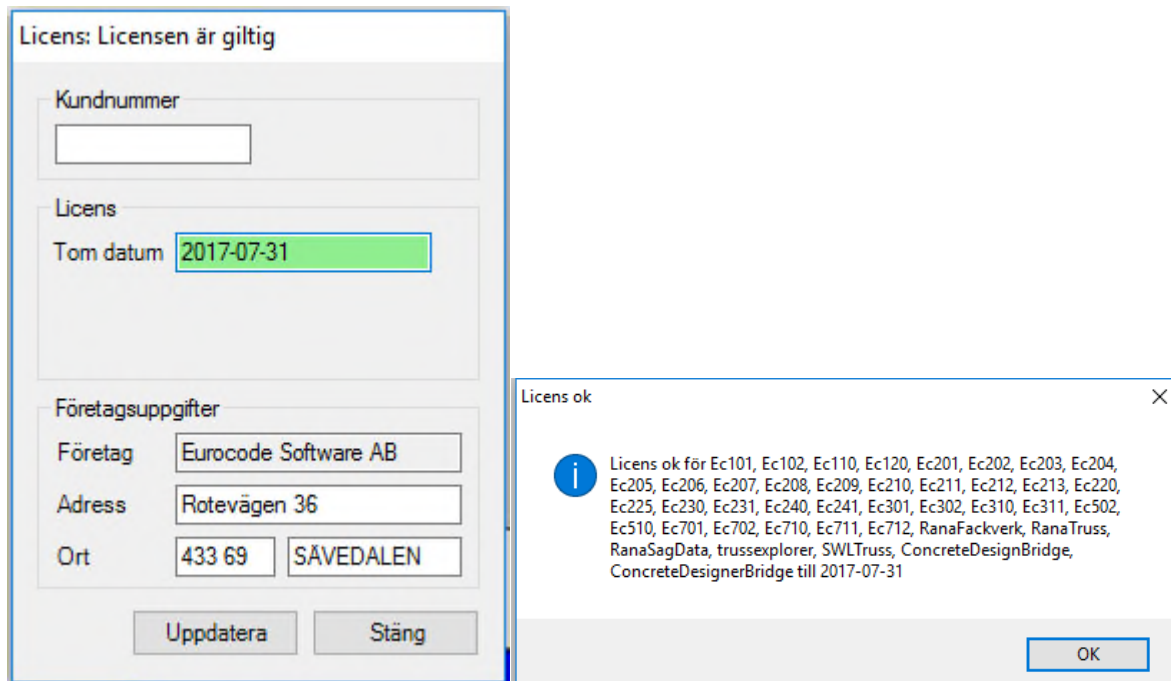 Licens: Licensen är giltig
Kundnummer
Licens
Tom datum 2017-07-31
Företagsuppgifter
Företag Eurocode Software AB
Adress Rotevägen 36
Ort 433 69 SÄVEDALEN
Uppdatera Stäng
Licens ok
Licens ok för Ec101, Ec102, Ec110, Ec120, Ec201, Ec202, Ec203, Ec204,
Ec205, Ec206, Ec207, Ec208, Ec209, Ec210, Ec211, Ec212, Ec213, Ec220,
Ec225, Ec230, Ec231, Ec240, Ec241, Ec301, Ec302, Ec310, Ec311, Ec502,
Ec510, Ec701, Ec702, Ec710, Ec711, Ec712, RanaFackverk, RanaTruss,
RanaSagData, trussexplorer, SWLTruss, ConcreteDesignBridge,
ConcreteDesignerBridge till 2017-07-31
OK